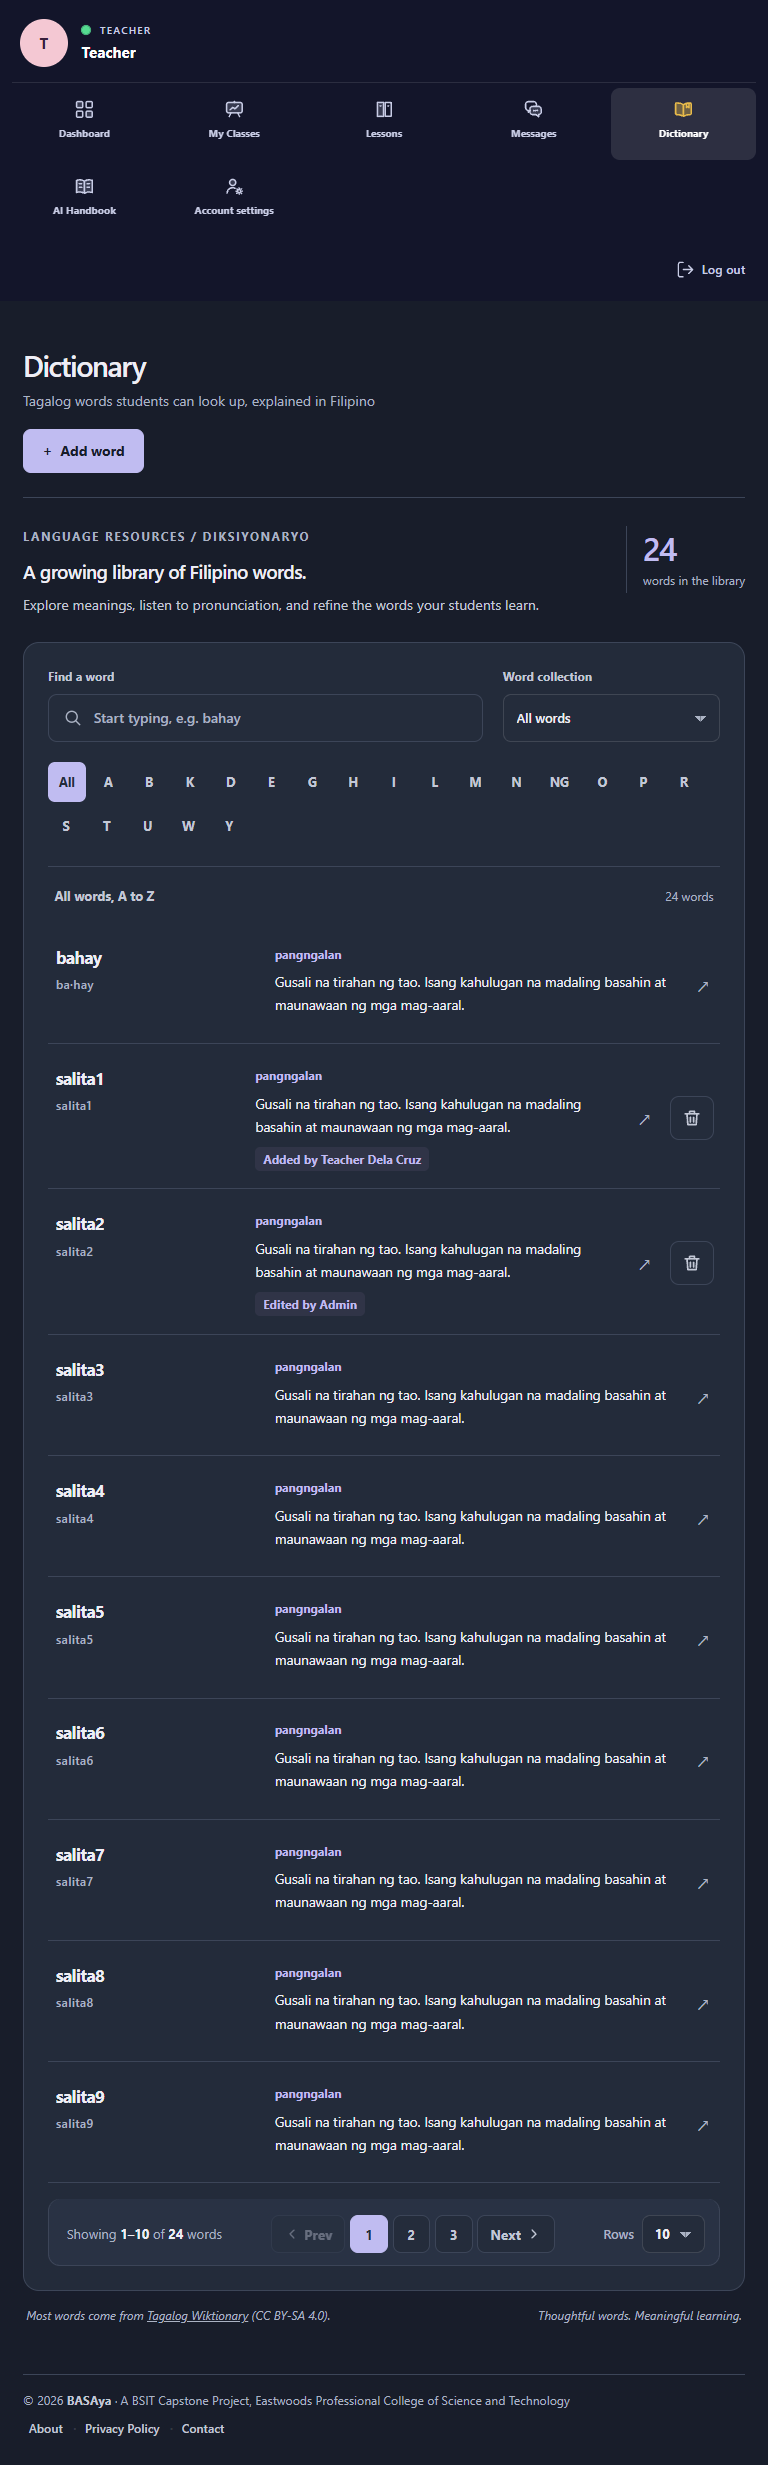 T
TEACHER
Teacher
Dashboard
My Classes
Lessons
Messages
Dictionary
AI Handbook
Account settings
Log out
Dictionary
Tagalog words students can look up, explained in Filipino
+ Add word
LANGUAGE RESOURCES / DIKSIYONARYO
A growing library of Filipino words.
Explore meanings, listen to pronunciation, and refine the words your students learn.
24
words in the library
Find a word
Start typing, e.g. bahay
Word collection
All words
All A B K D E G H I L M N NG O P R
S T U W Y
All words, A to Z
24 words
bahay
ba·hay
pangngalan
Gusali na tirahan ng tao. Isang kahulugan na madaling basahin at
maunawaan ng mga mag-aaral.
↗
salita1
salita1
pangngalan
Gusali na tirahan ng tao. Isang kahulugan na madaling
basahin at maunawaan ng mga mag-aaral.
Added by Teacher Dela Cruz
↗
salita2
salita2
pangngalan
Gusali na tirahan ng tao. Isang kahulugan na madaling
basahin at maunawaan ng mga mag-aaral.
Edited by Admin
↗
salita3
salita3
pangngalan
Gusali na tirahan ng tao. Isang kahulugan na madaling basahin at
maunawaan ng mga mag-aaral.
↗
salita4
salita4
pangngalan
Gusali na tirahan ng tao. Isang kahulugan na madaling basahin at
maunawaan ng mga mag-aaral.
↗
salita5
salita5
pangngalan
Gusali na tirahan ng tao. Isang kahulugan na madaling basahin at
maunawaan ng mga mag-aaral.
↗
salita6
salita6
pangngalan
Gusali na tirahan ng tao. Isang kahulugan na madaling basahin at
maunawaan ng mga mag-aaral.
↗
salita7
salita7
pangngalan
Gusali na tirahan ng tao. Isang kahulugan na madaling basahin at
maunawaan ng mga mag-aaral.
↗
salita8
salita8
pangngalan
Gusali na tirahan ng tao. Isang kahulugan na madaling basahin at
maunawaan ng mga mag-aaral.
↗
salita9
salita9
pangngalan
Gusali na tirahan ng tao. Isang kahulugan na madaling basahin at
maunawaan ng mga mag-aaral.
↗
Showing 1–10 of 24 words
Prev 1 2 3 Next
Rows 10
Most words come from Tagalog Wiktionary (CC BY-SA 4.0).
Thoughtful words. Meaningful learning.
© 2026 BASAya · A BSIT Capstone Project, Eastwoods Professional College of Science and Technology
About · Privacy Policy · Contact